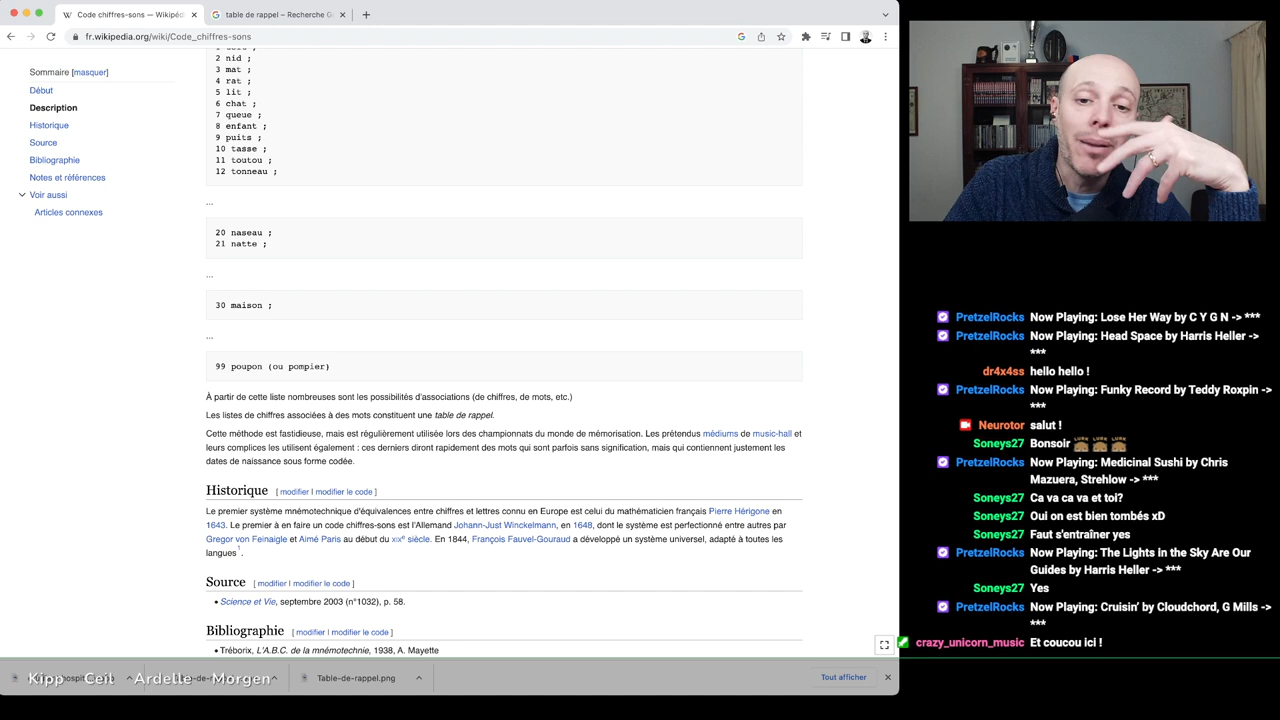 Code chiffres-sons — Wikipéd
table de rappel – Recherche G
fr.wikipedia.org/wiki/Code_chiffres-sons
Sommaire [masquer]
Début
Description
Historique
Source
Bibliographie
Notes et références
Voir aussi
Articles connexes
2 nid ;
3 mat ;
4 rat ;
5 lit ;
6 chat ;
7 queue ;
8 enfant ;
9 puits ;
10 tasse ;
11 toutou ;
12 tonneau ;
...
20 naseau ;
21 natte ;
...
30 maison ;
...
99 poupon (ou pompier)
À partir de cette liste nombreuses sont les possibilités d'associations (de chiffres, de mots, etc.)
Les listes de chiffres associées à des mots constituent une table de rappel.
Cette méthode est fastidieuse, mais est régulièrement utilisée lors des championnats du monde de mémorisation. Les prétendus médiums de music-hall et
leurs complices les utilisent également : ces derniers diront rapidement des mots qui sont parfois sans signification, mais qui contiennent justement les
dates de naissance sous forme codée.
Historique [ modifier | modifier le code ]
Le premier système mnémotechnique d'équivalences entre chiffres et lettres connu en Europe est celui du mathématicien français Pierre Hérigone en
1643. Le premier à en faire un code chiffres-sons est l'Allemand Johann-Just Winckelmann, en 1648, dont le système est perfectionné entre autres par
Gregor von Feinaigle et Aimé Paris au début du XIXe siècle. En 1844, François Fauvel-Gouraud a développé un système universel, adapté à toutes les
langues1.
Source [ modifier | modifier le code ]
• Science et Vie, septembre 2003 (n°1032), p. 58.
Bibliographie [ modifier | modifier le code ]
• Tréborix, L'A.B.C. de la mnémotechnie, 1938, A. Mayette
Kipp Ceil Ardelle Morgen
Table-de-rappel.png
Tout afficher
PretzelRocks Now Playing: Lose Her Way by C Y G N -> ***
PretzelRocks Now Playing: Head Space by Harris Heller ->
***
dr4x4ss hello hello !
PretzelRocks Now Playing: Funky Record by Teddy Roxpin ->
***
Neurotor salut !
Soneys27 Bonsoir
PretzelRocks Now Playing: Medicinal Sushi by Chris
Mazuera, Strehlow -> ***
Soneys27 Ca va ca va et toi?
Soneys27 Oui on est bien tombés xD
Soneys27 Faut s'entraîner yes
PretzelRocks Now Playing: The Lights in the Sky Are Our
Guides by Harris Heller -> ***
Soneys27 Yes
PretzelRocks Now Playing: Cruisin' by Cloudchord, G Mills ->
***
crazy_unicorn_music Et coucou ici !